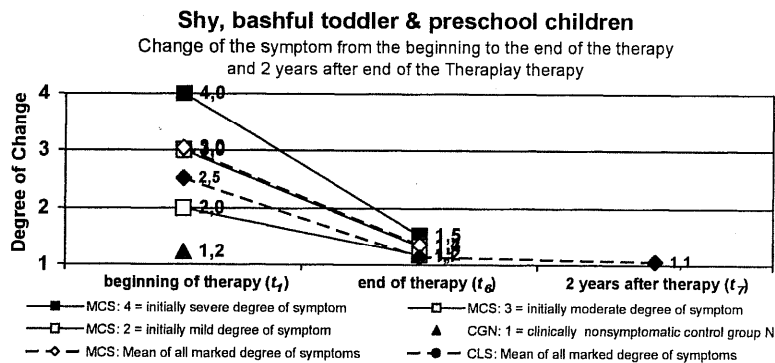 Shy, bashful toddler & preschool children
Change of the symptom from the beginning to the end of the therapy
and 2 years after end of the Theraplay therapy
Degree of Change
4
3
2
1
4,0
3,0
2,5
2,0
1,2
1,5
1,1
beginning of therapy (t1)
end of therapy (t6)
2 years after therapy (t7)
MCS: 4 = initially severe degree of symptom
MCS: 3 = initially moderate degree of symptom
MCS: 2 = initially mild degree of symptom
CGN: 1 = clinically nonsymptomatic control group N
MCS: Mean of all marked degree of symptoms
CLS: Mean of all marked degree of symptoms